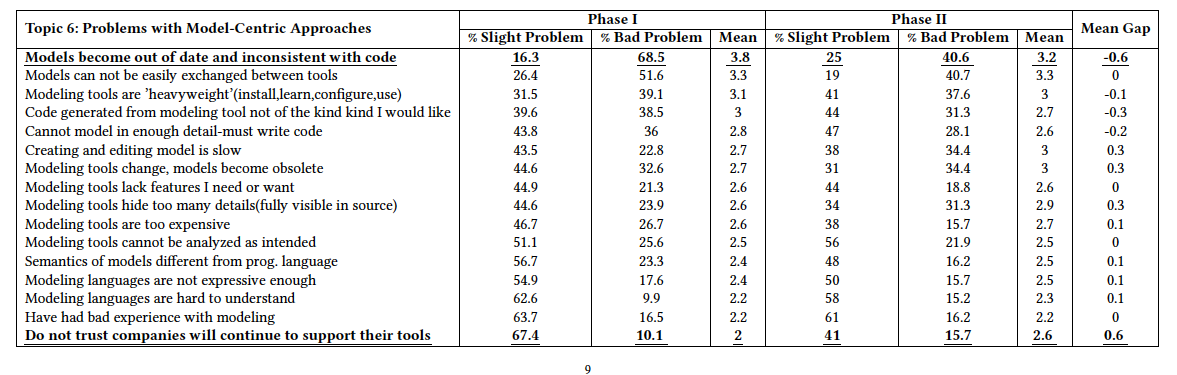 Topic 6: Problems with Model-Centric Approaches Phase I Phase II Mean Gap
% Slight Problem % Bad Problem Mean % Slight Problem % Bad Problem Mean
Models become out of date and inconsistent with code 16.3 68.5 3.8 25 40.6 3.2 -0.6
Models can not be easily exchanged between tools 26.4 51.6 3.3 19 40.7 3.3 0
Modeling tools are 'heavyweight'(install,learn,configure,use) 31.5 39.1 3.1 41 37.6 3 -0.1
Code generated from modeling tool not of the kind kind I would like 39.6 38.5 3 44 31.3 2.7 -0.3
Cannot model in enough detail-must write code 43.8 36 2.8 47 28.1 2.6 -0.2
Creating and editing model is slow 43.5 22.8 2.7 38 34.4 3 0.3
Modeling tools change, models become obsolete 44.6 32.6 2.7 31 34.4 3 0.3
Modeling tools lack features I need or want 44.9 21.3 2.6 44 18.8 2.6 0
Modeling tools hide too many details(fully visible in source) 44.6 23.9 2.6 34 31.3 2.9 0.3
Modeling tools are too expensive 46.7 26.7 2.6 38 15.7 2.7 0.1
Modeling tools cannot be analyzed as intended 51.1 25.6 2.5 56 21.9 2.5 0
Semantics of models different from prog. language 56.7 23.3 2.4 48 16.2 2.5 0.1
Modeling languages are not expressive enough 54.9 17.6 2.4 50 15.7 2.5 0.1
Modeling languages are hard to understand 62.6 9.9 2.2 58 15.2 2.3 0.1
Have had bad experience with modeling 63.7 16.5 2.2 61 16.2 2.2 0
Do not trust companies will continue to support their tools 67.4 10.1 2 41 15.7 2.6 0.6
9